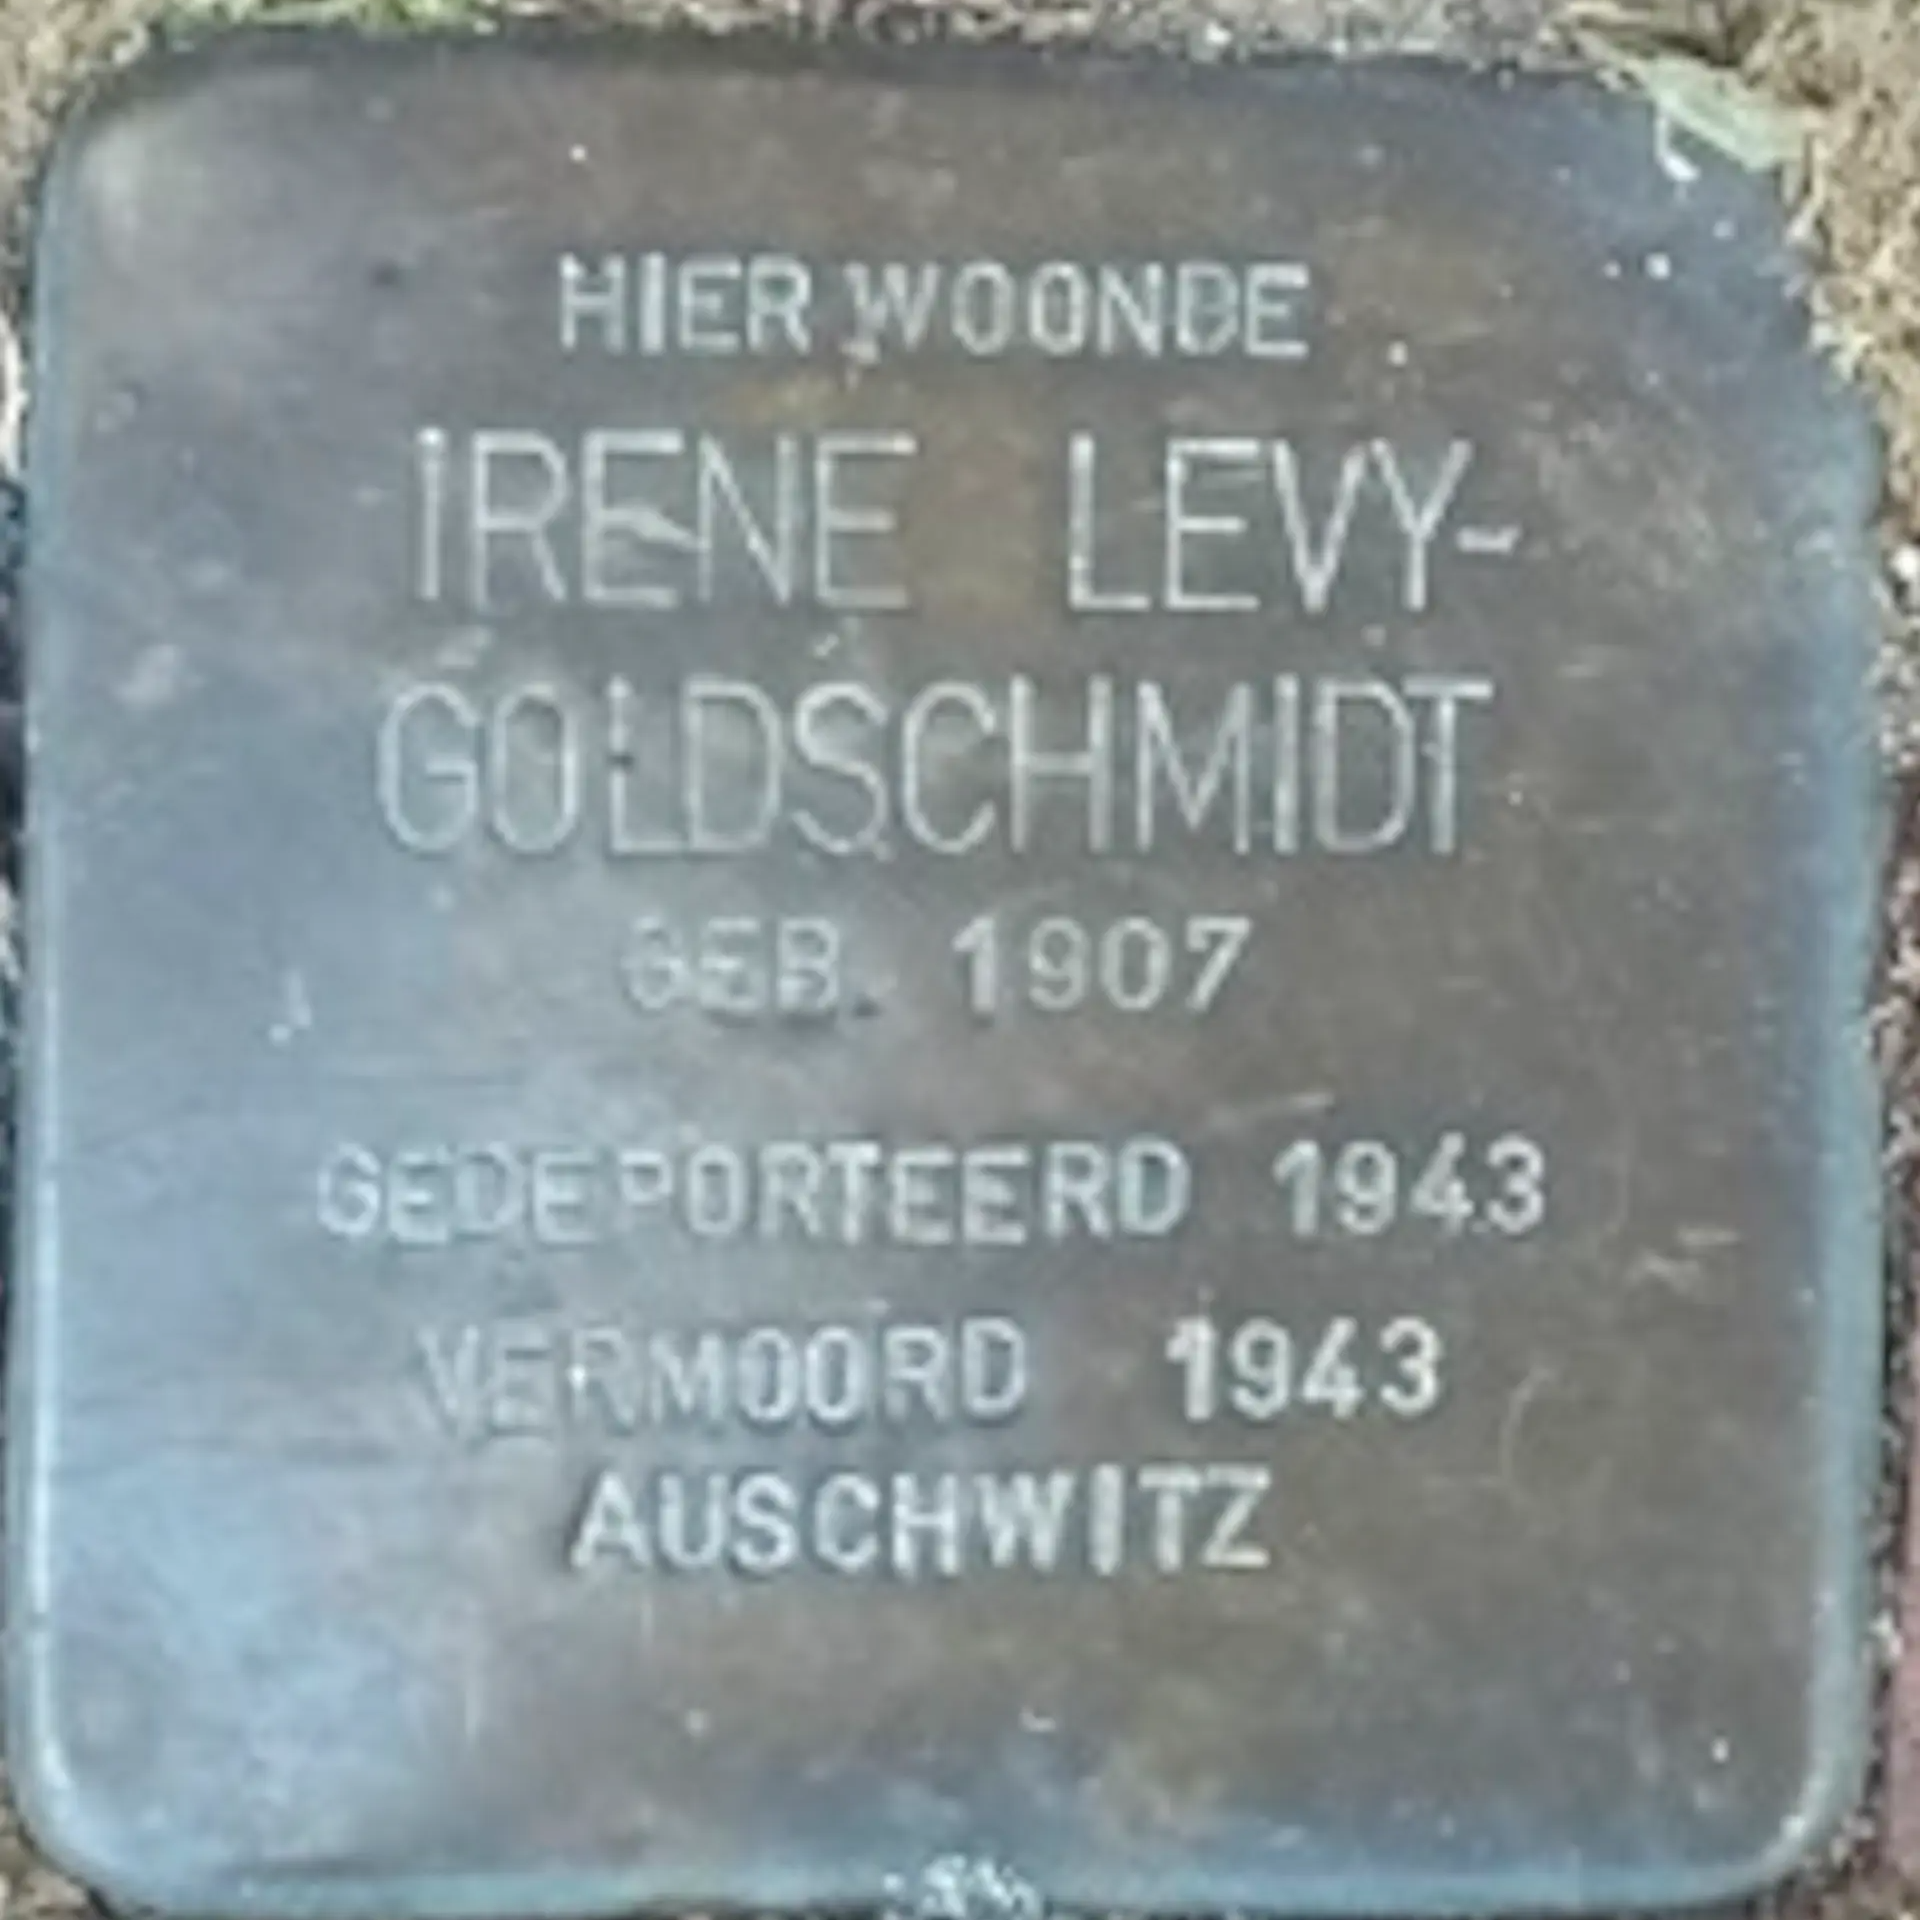 HIER WOONDE
IRENE LEVY-
GOLDSCHMIDT
GEB. 1907
GEDEPORTEERD 1943
VERMOORD 1943
AUSCHWITZ